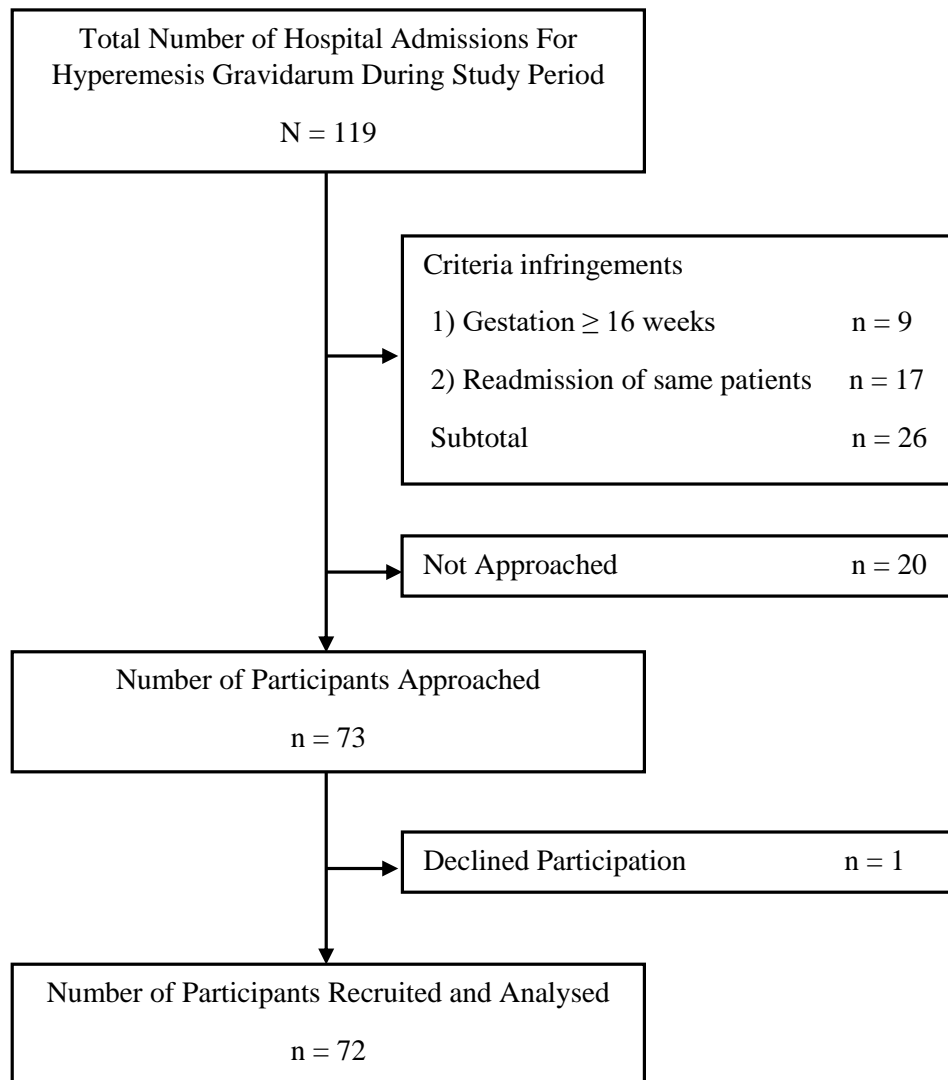 Total Number of Hospital Admissions For
Hyperemesis Gravidarum During Study Period
N = 119
Criteria infringements
1) Gestation ≥ 16 weeks n = 9
2) Readmission of same patients n = 17
Subtotal n = 26
Not Approached n = 20
Number of Participants Approached
n = 73
Declined Participation n = 1
Number of Participants Recruited and Analysed
n = 72